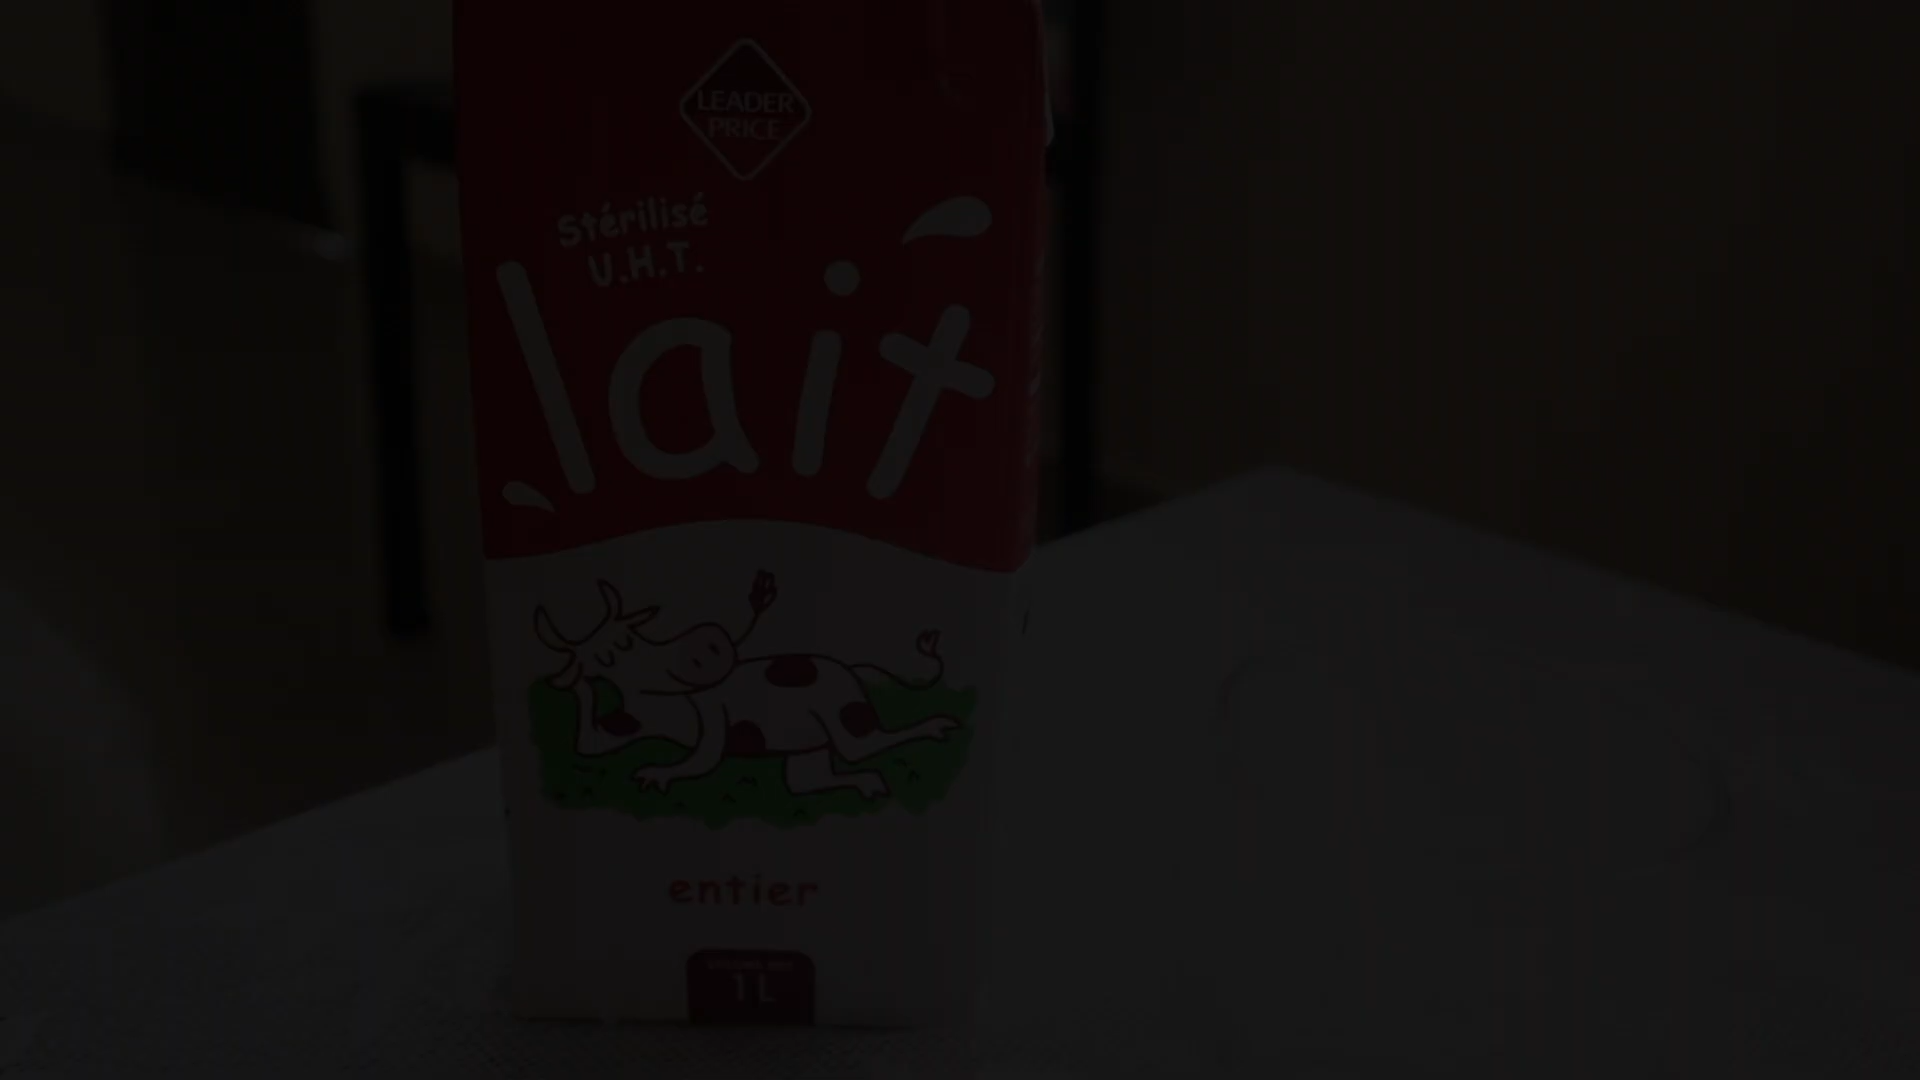 LEADER
PRICE
Stérilisé
U.H.T.
lait
entier
1L